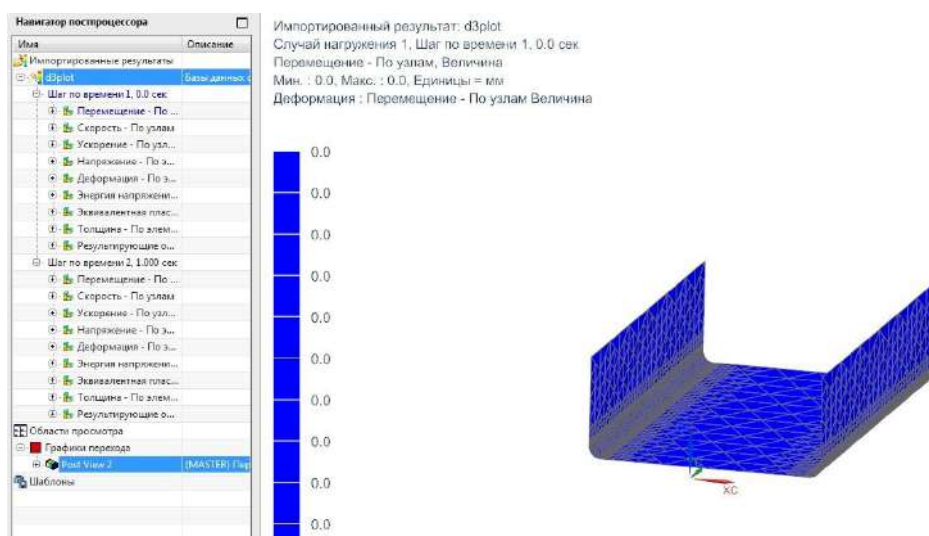 Навигатор постпроцессора
Имя Описание
Импортированные результаты
d3plot Базы данных с
Шаг по времени 1, 0.0 сек
Перемещение - По ...
Скорость - По узлам
Ускорение - По узл...
Напряжение - По э...
Деформация - По э...
Энергия напряжени...
Эквивалентная плас...
Толщина - По элем...
Результирующие о...
Шаг по времени 2, 1.000 сек
Перемещение - По ...
Скорость - По узлам
Ускорение - По узл...
Напряжение - По э...
Деформация - По э...
Энергия напряжени...
Эквивалентная плас...
Толщина - По элем...
Результирующие о...
Области просмотра
Графики перехода
Post View 2 (MASTER) Пер
Шаблоны
Импортированный результат: d3plot
Случай нагружения 1, Шаг по времени 1, 0.0 сек
Перемещение - По узлам, Величина
Мин. : 0.0, Макс. : 0.0, Единицы = мм
Деформация : Перемещение - По узлам Величина
0.0
0.0
0.0
0.0
0.0
0.0
0.0
0.0
0.0
0.0
XC